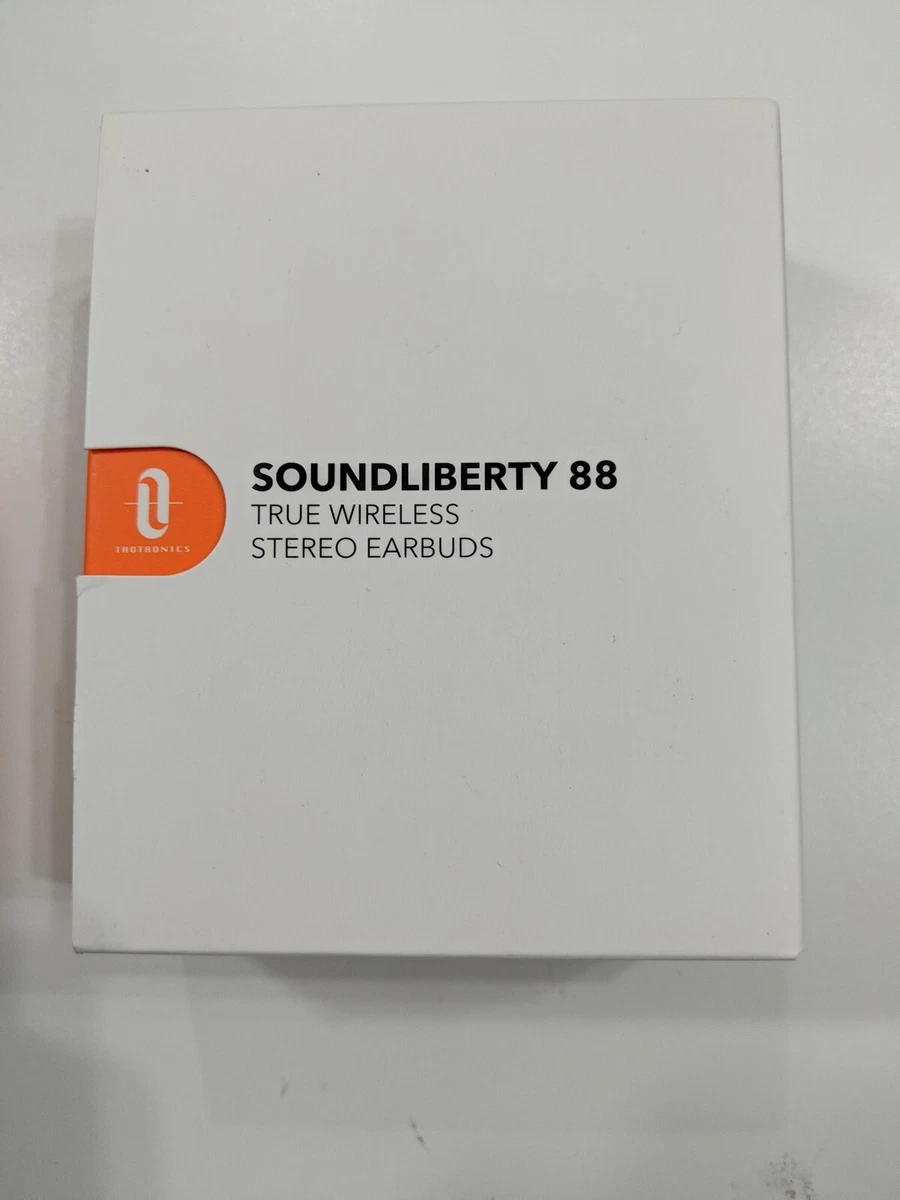 TAOTRONICS
SOUNDLIBERTY 88
TRUE WIRELESS
STEREO EARBUDS